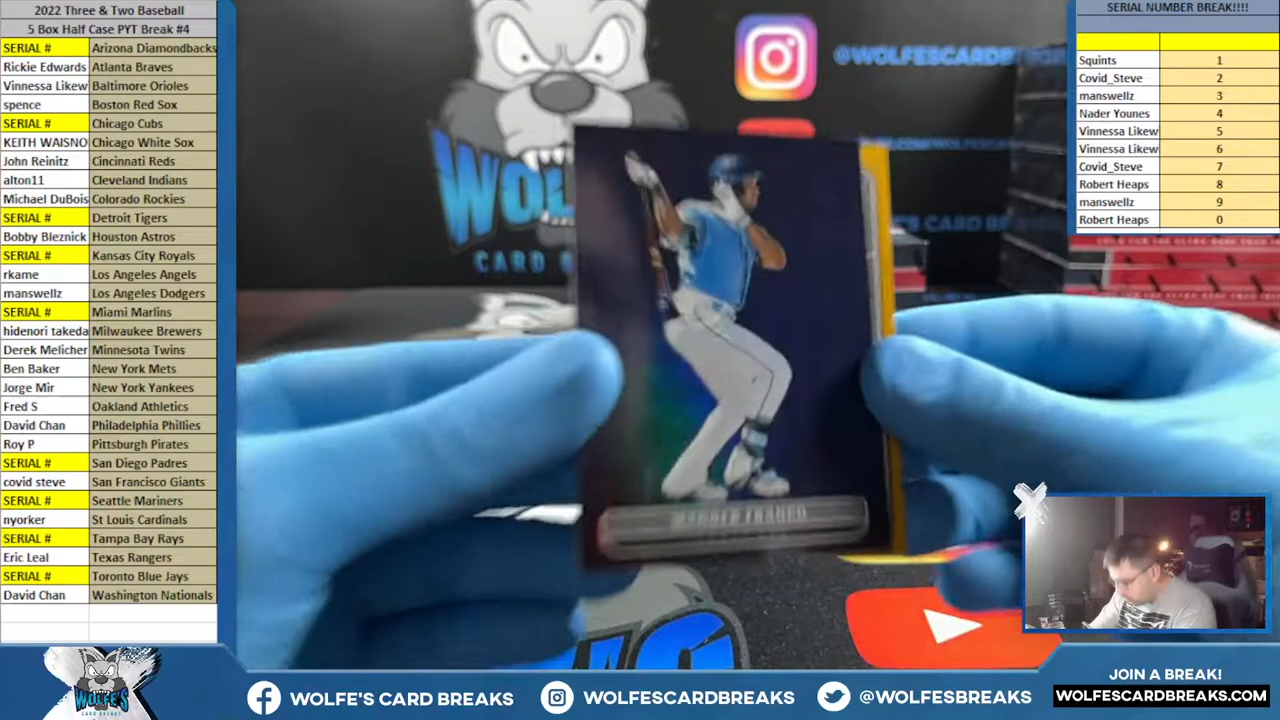 2022 Three & Two Baseball
5 Box Half Case PYT Break #4
SERIAL # Arizona Diamondbacks
Rickie Edwards Atlanta Braves
Vinnessa Likew Baltimore Orioles
spence Boston Red Sox
SERIAL # Chicago Cubs
KEITH WAISNO Chicago White Sox
John Reinitz Cincinnati Reds
alton11 Cleveland Indians
Michael DuBois Colorado Rockies
SERIAL # Detroit Tigers
Bobby Bleznick Houston Astros
SERIAL # Kansas City Royals
rkame Los Angeles Angels
manswellz Los Angeles Dodgers
SERIAL # Miami Marlins
hidenori takeda Milwaukee Brewers
Derek Melicher Minnesota Twins
Ben Baker New York Mets
Jorge Mir New York Yankees
Fred S Oakland Athletics
David Chan Philadelphia Phillies
Roy P Pittsburgh Pirates
SERIAL # San Diego Padres
covid steve San Francisco Giants
SERIAL # Seattle Mariners
nyorker St Louis Cardinals
SERIAL # Tampa Bay Rays
Eric Leal Texas Rangers
SERIAL # Toronto Blue Jays
David Chan Washington Nationals
@WOLFESCARDBREAKS
WANDER FRANCO
SERIAL NUMBER BREAK!!!!
Squints 1
Covid_Steve 2
manswellz 3
Nader Younes 4
Vinnessa Likew 5
Vinnessa Likew 6
Covid_Steve 7
Robert Heaps 8
manswellz 9
Robert Heaps 0
WOLFE'S CARD BREAKS
WOLFESCARDBREAKS
@WOLFESBREAKS
JOIN A BREAK!
WOLFESCARDBREAKS.COM